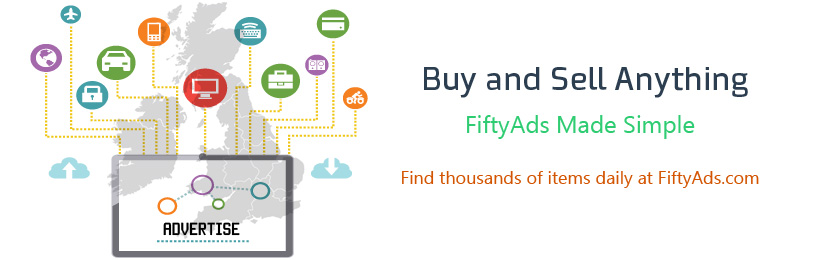 Buy and Sell Anything
FiftyAds Made Simple
Find thousands of items daily at FiftyAds.com
ADVERTISE